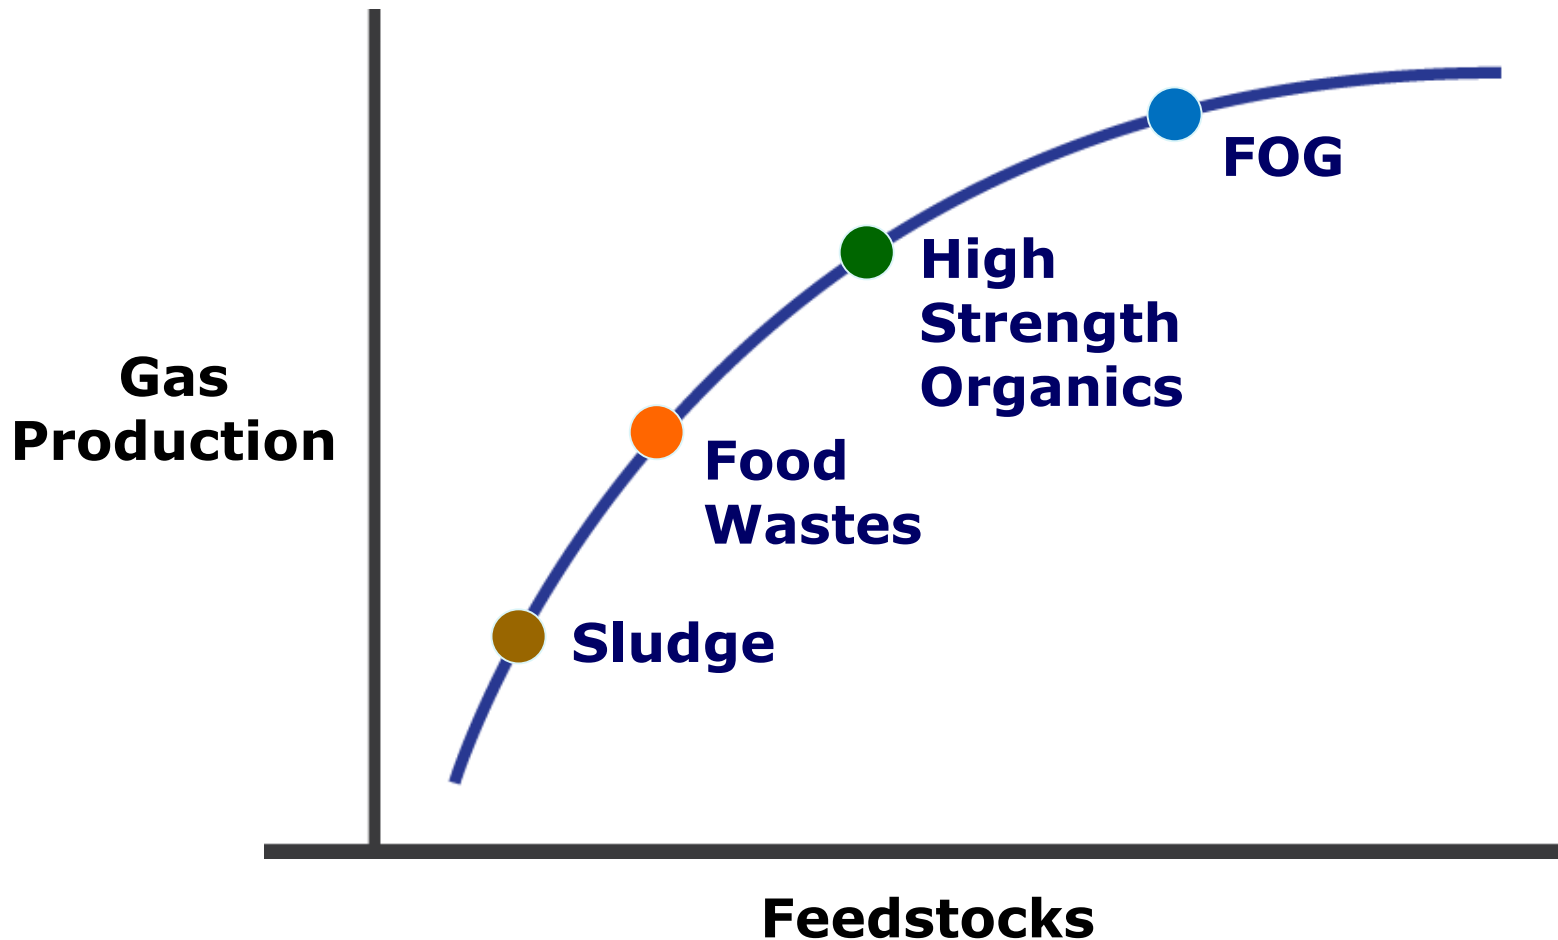 FOG
High
Strength
Organics
Gas
Production
Food
Wastes
Sludge
Feedstocks